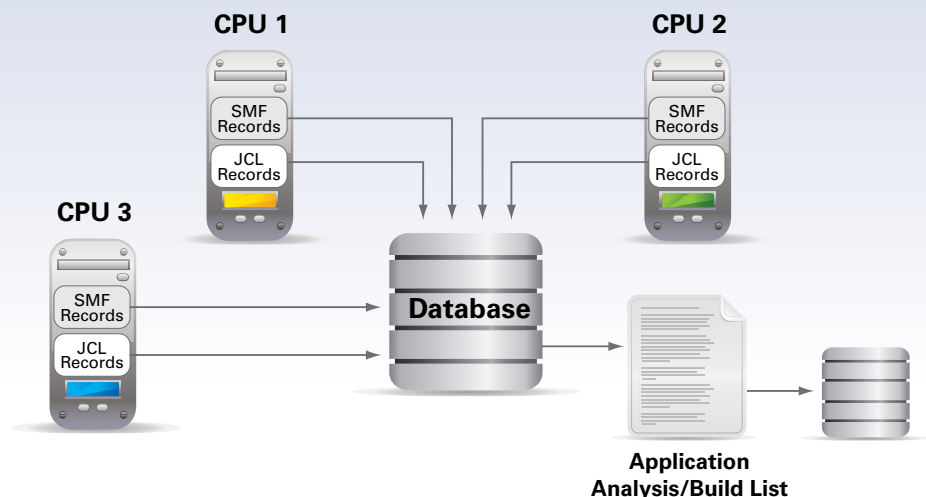 CPU 1
CPU 2
SMF
Records
JCL
Records
SMF
Records
JCL
Records
CPU 3
SMF
Records
JCL
Records
Database
Application
Analysis/Build List